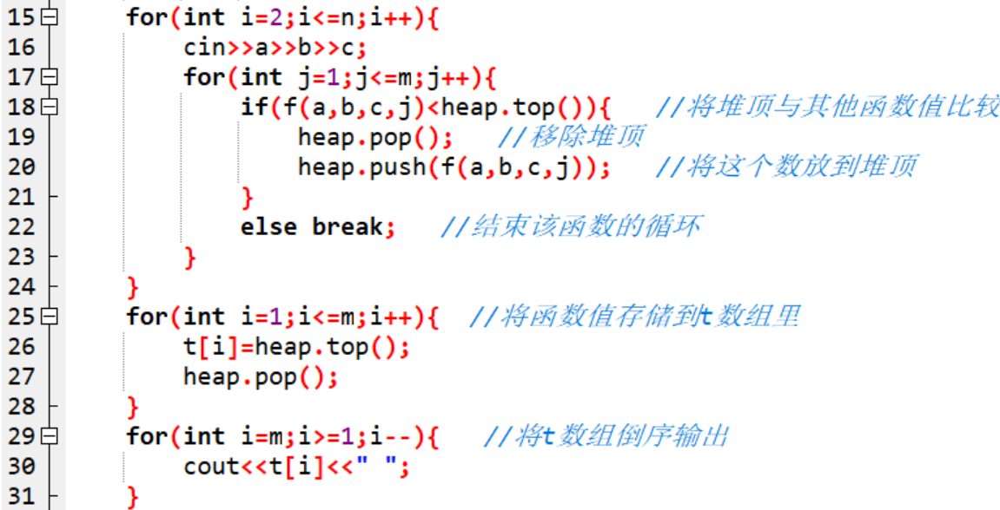 15 for(int i=2;i<=n;i++){
16 cin>>a>>b>>c;
17 for(int j=1;j<=m;j++){
18 if(f(a,b,c,j)<heap.top()){ //将堆顶与其他函数值比较
19 heap.pop(); //移除堆顶
20 heap.push(f(a,b,c,j)); //将这个数放到堆顶
21 }
22 else break; //结束该函数的循环
23 }
24 }
25 for(int i=1;i<=m;i++){ //将函数值存储到t数组里
26 t[i]=heap.top();
27 heap.pop();
28 }
29 for(int i=m;i>=1;i--){ //将t数组倒序输出
30 cout<<t[i]<<" ";
31 }